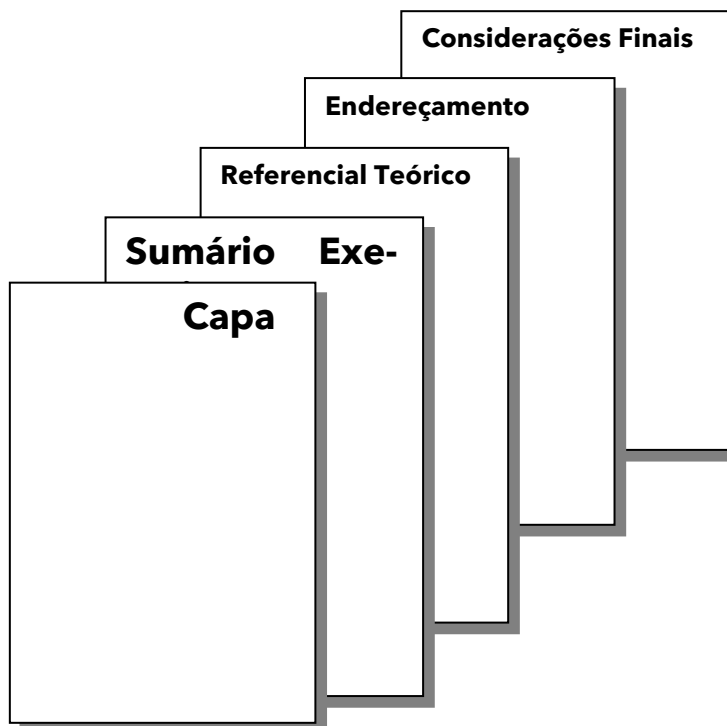 Considerações Finais
Endereçamento
Referencial Teórico
Sumário Exe-
Capa